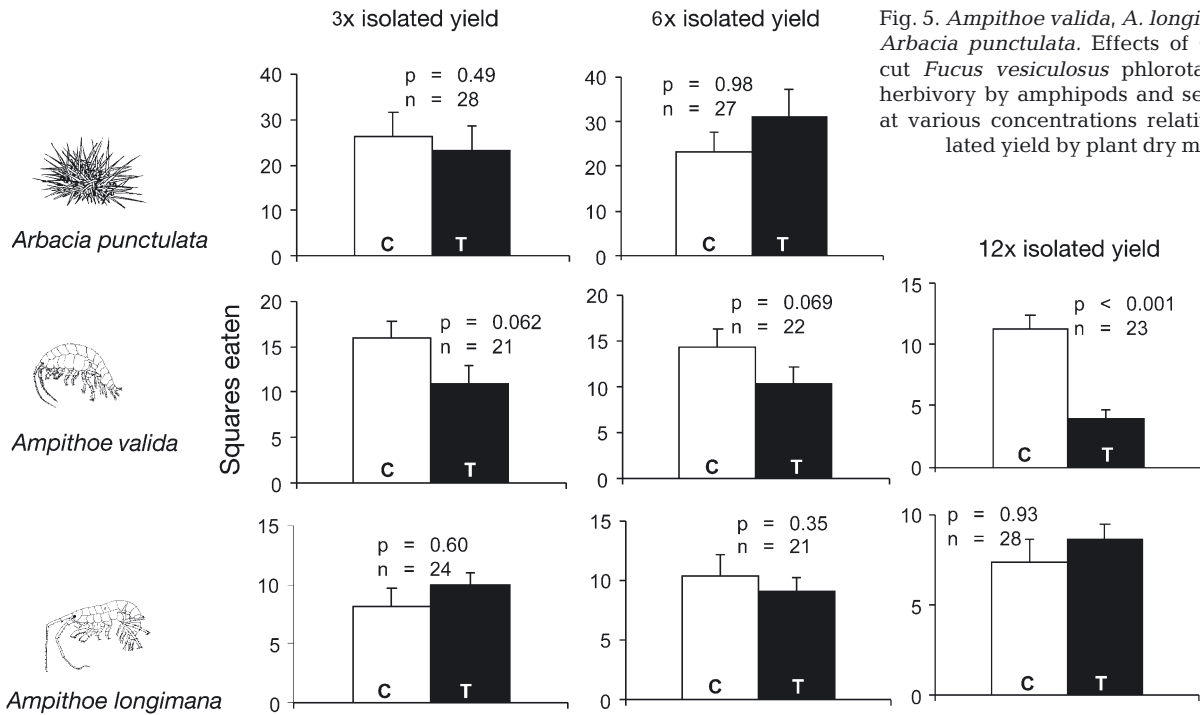 3x isolated yield
6x isolated yield
Fig. 5. Ampithoe valida, A. longi
Arbacia punctulata. Effects of
cut Fucus vesiculosus phlorota
herbivory by amphipods and se
at various concentrations relati
lated yield by plant dry m
40
30
20
10
0
p = 0.49
n = 28
C
T
40
30
20
10
0
p = 0.98
n = 27
C
T
Arbacia punctulata
12x isolated yield
Squares eaten
20
15
10
5
0
p = 0.062
n = 21
C
T
20
15
10
5
0
p = 0.069
n = 22
C
T
15
10
5
0
p < 0.001
n = 23
C
T
Ampithoe valida
15
10
5
0
p = 0.60
n = 24
C
T
15
10
5
0
p = 0.35
n = 21
C
T
10
5
0
p = 0.93
n = 28
C
T
Ampithoe longimana